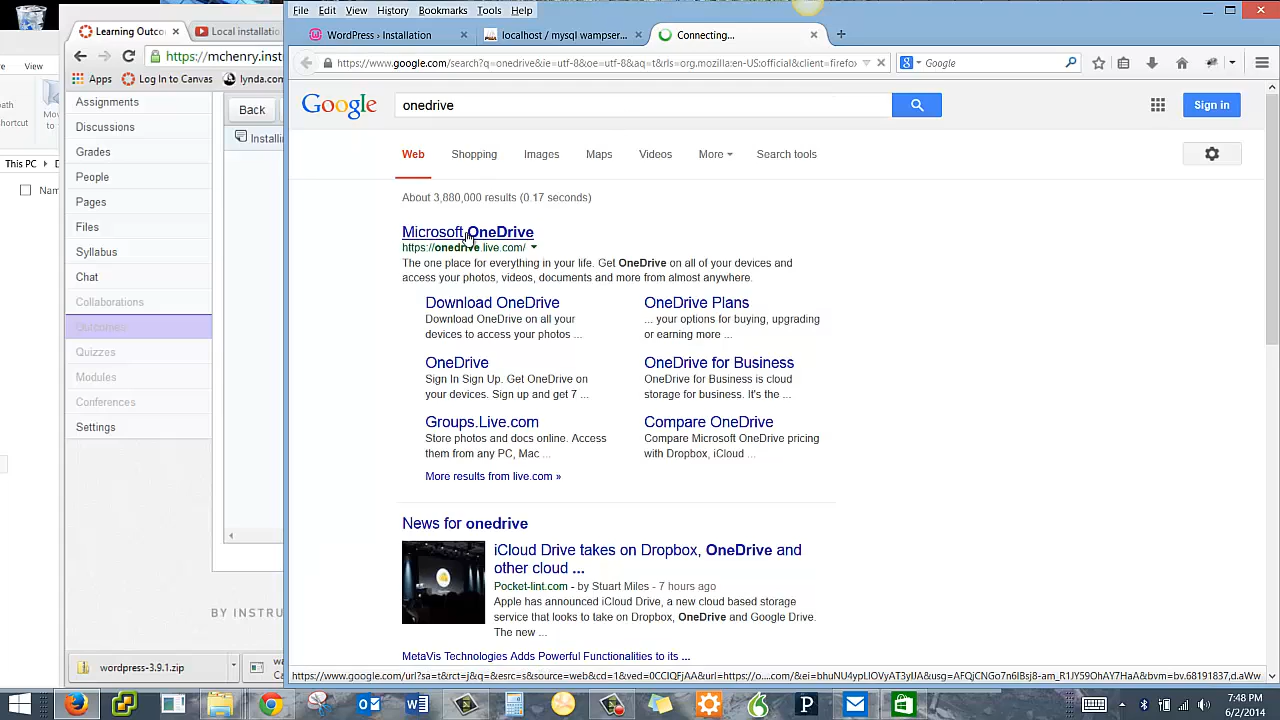 File Edit View History Bookmarks Tools Help
Learning Outco
Local installatio
WordPress › Installation
localhost / mysql wampser...
Connecting...
https://mchenry.inst
https://www.google.com/search?q=onedrive&ie=utf-8&oe=utf-8&aq=t&rls=org.mozilla:en-US:official&client=firefox
Google
View
Apps
Log In to Canvas
lynda.com
path
shortcut
Mov
to
This PC
Nam
Assignments
Discussions
Grades
People
Pages
Files
Syllabus
Chat
Collaborations
Outcomes
Quizzes
Modules
Conferences
Settings
Back
Installi
BY INSTRU
wordpress-3.9.1.zip
wa
Ca
Google
onedrive
Sign in
Web Shopping Images Maps Videos More Search tools
About 3,880,000 results (0.17 seconds)
Microsoft OneDrive
https://onedrive.live.com/
The one place for everything in your life. Get OneDrive on all of your devices and
access your photos, videos, documents and more from almost anywhere.
Download OneDrive
Download OneDrive on all your
devices to access your photos ...
OneDrive Plans
... your options for buying, upgrading
or earning more ...
OneDrive
Sign In Sign Up. Get OneDrive on
your devices. Sign up and get 7 ...
OneDrive for Business
OneDrive for Business is cloud
storage for business. It's the ...
Groups.Live.com
Store photos and docs online. Access
them from any PC, Mac ...
Compare OneDrive
Compare Microsoft OneDrive pricing
with Dropbox, iCloud ...
More results from live.com »
News for onedrive
iCloud Drive takes on Dropbox, OneDrive and
other cloud ...
Pocket-lint.com - by Stuart Miles - 7 hours ago
Apple has announced iCloud Drive, a new cloud based storage
service that looks to take on Dropbox, OneDrive and Google Drive.
The new ...
MetaVis Technologies Adds Powerful Functionalities to its ...
7:48 PM
6/2/2014